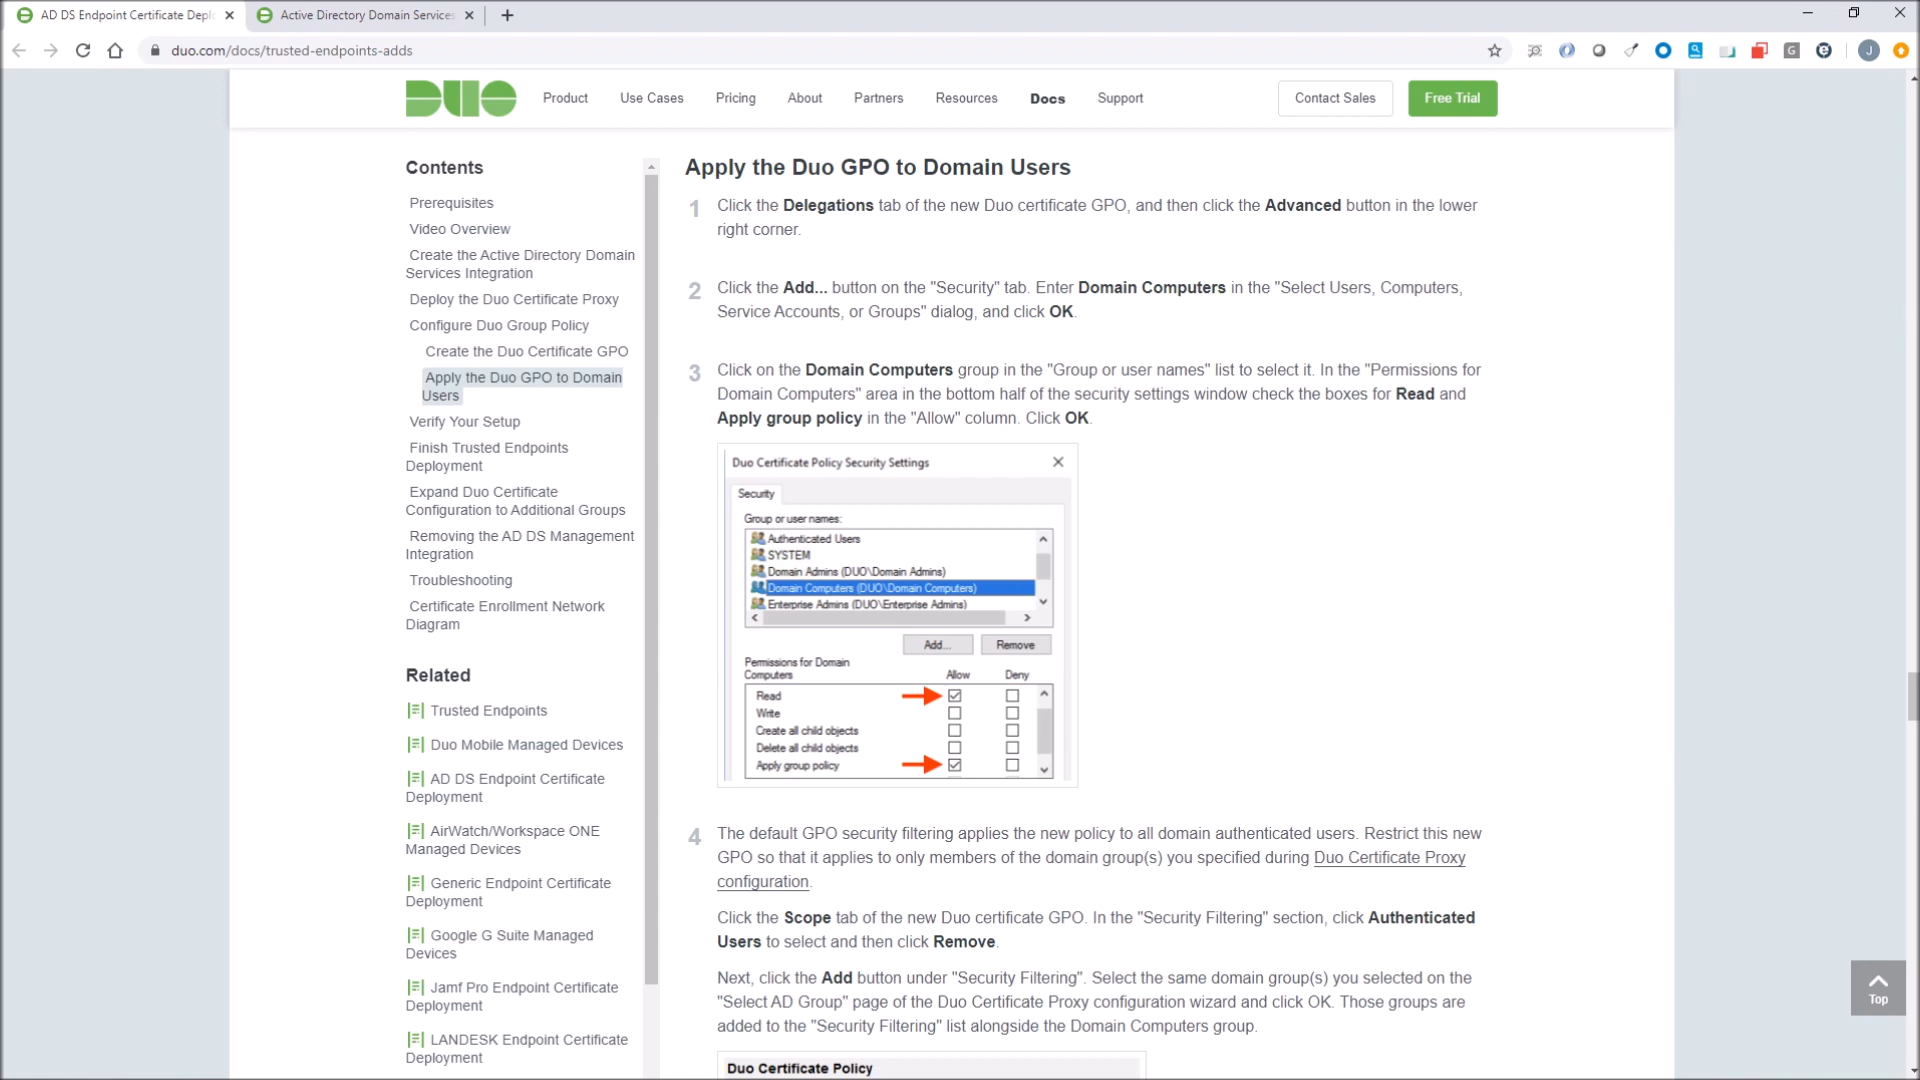 AD DS Endpoint Certificate Depl
Active Directory Domain Services
duo.com/docs/trusted-endpoints-adds
G
J
DUO
Product
Use Cases
Pricing
About
Partners
Resources
Docs
Support
Contact Sales
Free Trial
Contents
Prerequisites
Video Overview
Create the Active Directory Domain
Services Integration
Deploy the Duo Certificate Proxy
Configure Duo Group Policy
Create the Duo Certificate GPO
Apply the Duo GPO to Domain
Users
Verify Your Setup
Finish Trusted Endpoints
Deployment
Expand Duo Certificate
Configuration to Additional Groups
Removing the AD DS Management
Integration
Troubleshooting
Certificate Enrollment Network
Diagram
Related
Trusted Endpoints
Duo Mobile Managed Devices
AD DS Endpoint Certificate
Deployment
AirWatch/Workspace ONE
Managed Devices
Generic Endpoint Certificate
Deployment
Google G Suite Managed
Devices
Jamf Pro Endpoint Certificate
Deployment
LANDESK Endpoint Certificate
Deployment
Apply the Duo GPO to Domain Users
1 Click the Delegations tab of the new Duo certificate GPO, and then click the Advanced button in the lower
right corner.
2 Click the Add... button on the "Security" tab. Enter Domain Computers in the "Select Users, Computers,
Service Accounts, or Groups" dialog, and click OK.
3 Click on the Domain Computers group in the "Group or user names" list to select it. In the "Permissions for
Domain Computers" area in the bottom half of the security settings window check the boxes for Read and
Apply group policy in the "Allow" column. Click OK.
Duo Certificate Policy Security Settings
Security
Group or user names:
Authenticated Users
SYSTEM
Domain Admins (DUO\Domain Admins)
Domain Computers (DUO\Domain Computers)
Enterprise Admins (DUO\Enterprise Admins)
Add... Remove
Permissions for Domain
Computers Allow Deny
Read
Write
Create all child objects
Delete all child objects
Apply group policy
4 The default GPO security filtering applies the new policy to all domain authenticated users. Restrict this new
GPO so that it applies to only members of the domain group(s) you specified during Duo Certificate Proxy
configuration.
Click the Scope tab of the new Duo certificate GPO. In the "Security Filtering" section, click Authenticated
Users to select and then click Remove.
Next, click the Add button under "Security Filtering". Select the same domain group(s) you selected on the
"Select AD Group" page of the Duo Certificate Proxy configuration wizard and click OK. Those groups are
added to the "Security Filtering" list alongside the Domain Computers group.
Duo Certificate Policy
Top